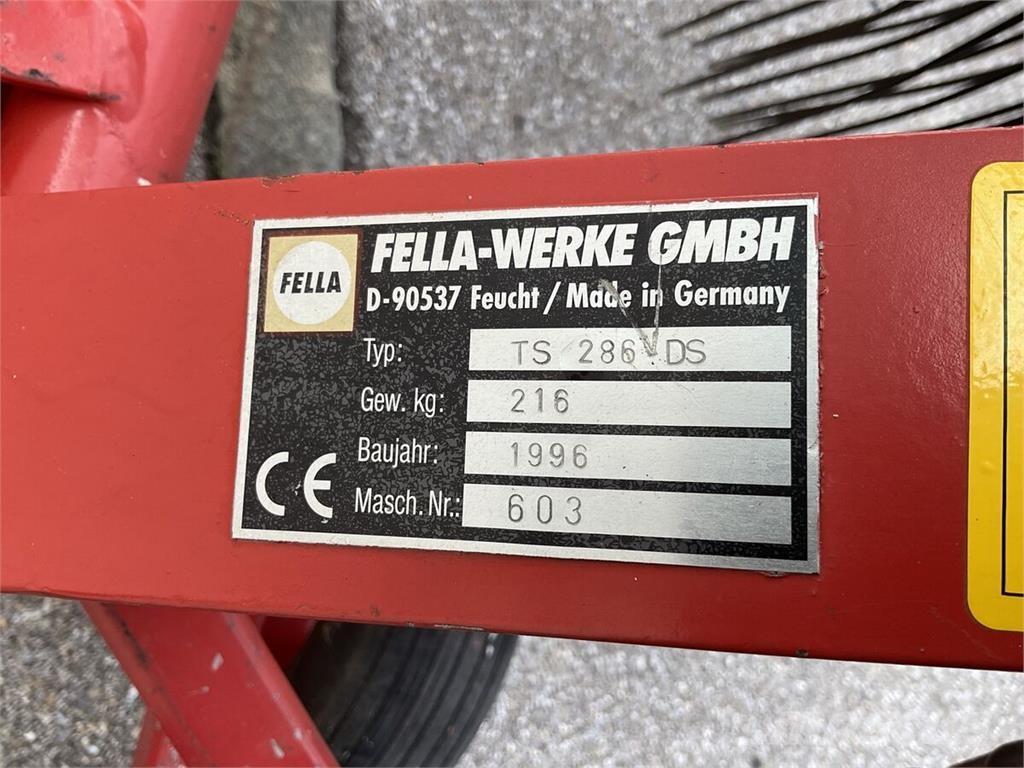 FELLA
FELLA-WERKE GMBH
D-90537 Feucht / Made in Germany
Typ: TS 286 DS
Gew. kg: 216
Baujahr: 1996
Masch. Nr.: 603
CE